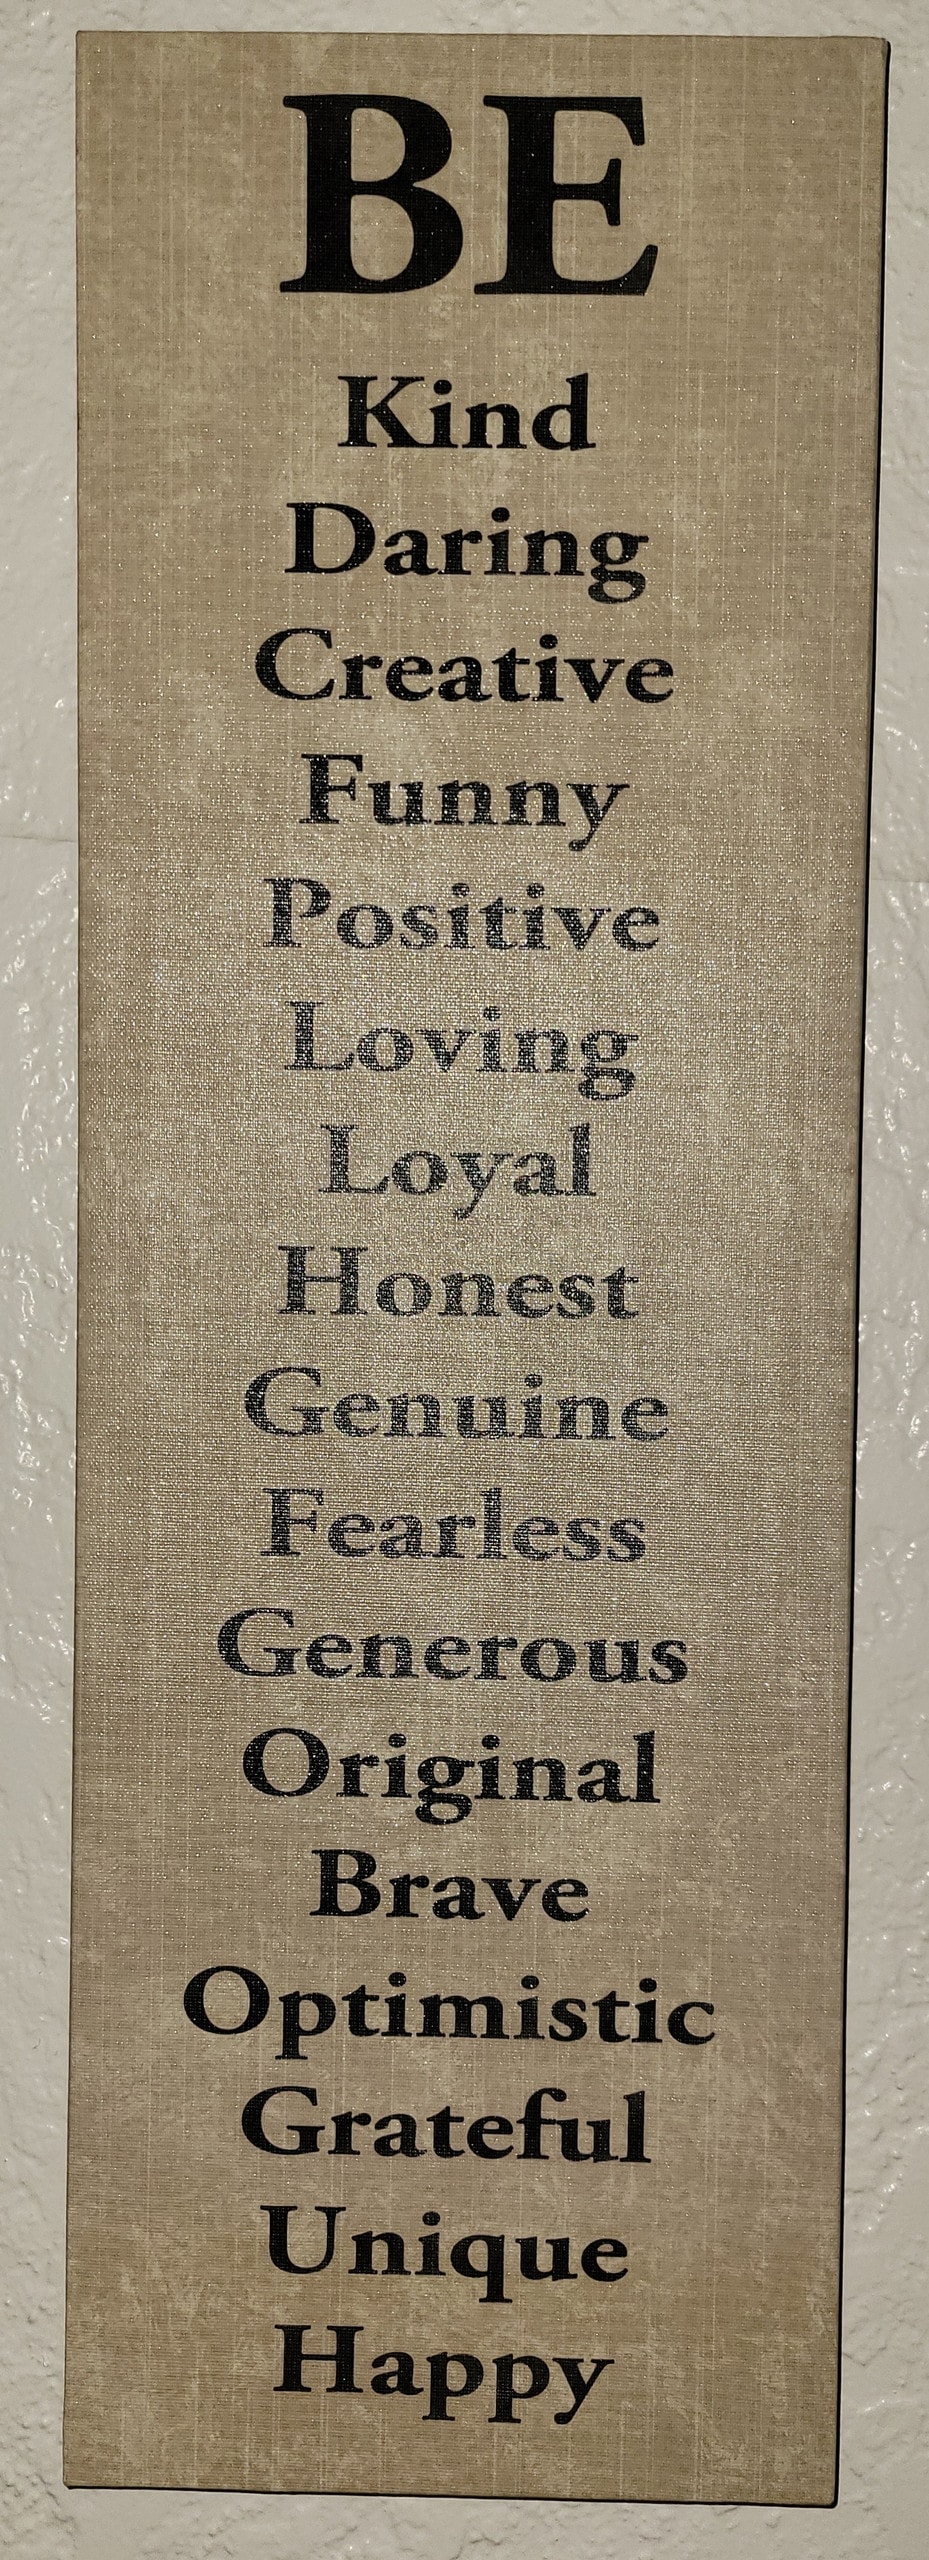 BE
Kind
Daring
Creative
Funny
Positive
Loving
Loyal
Honest
Genuine
Fearless
Generous
Original
Brave
Optimistic
Grateful
Unique
Happy